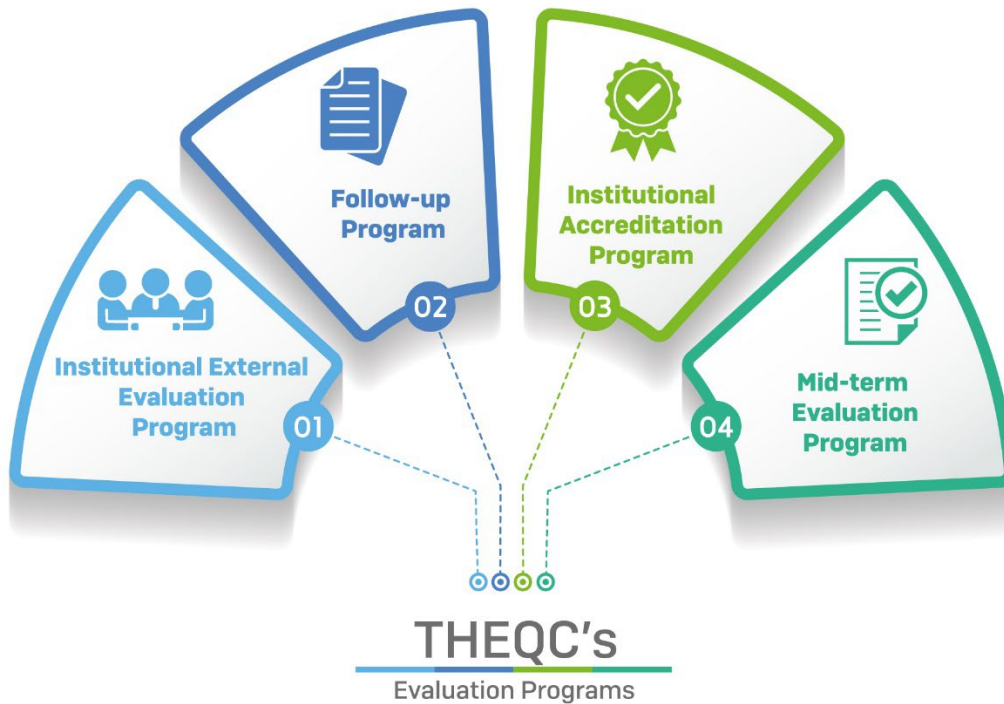 Institutional External
Evaluation
Program
01
Follow-up
Program
02
Institutional
Accreditation
Program
03
Mid-term
Evaluation
Program
04
THEQC's
Evaluation Programs